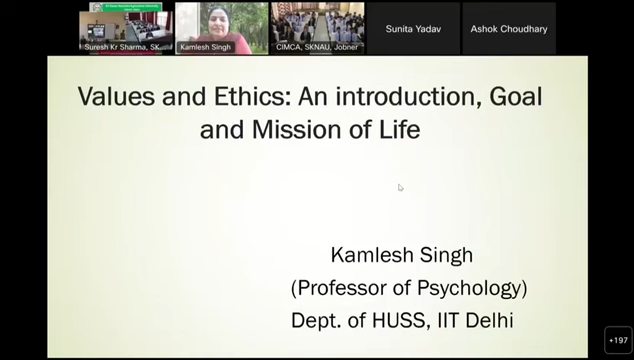 Suresh Kr Sharma, SK...
Kamlesh Singh
CIMCA, SKNAU, Jobner
Sunita Yadav
Ashok Choudhary
Values and Ethics: An introduction, Goal
and Mission of Life
Kamlesh Singh
(Professor of Psychology)
Dept. of HUSS, IIT Delhi
+197